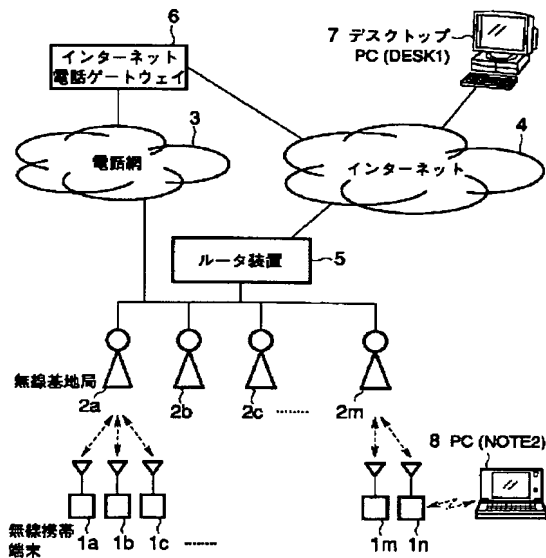 6
インターネット
電話ゲートウェイ
7 デスクトップ
PC (DESK1)
3
電話網
4
インターネット
ルータ装置
5
無線基地局
2a
2b
2c
........
2m
8 PC (NOTE2)
無線携帯
端末
1a
1b
1c
......
1m
1n